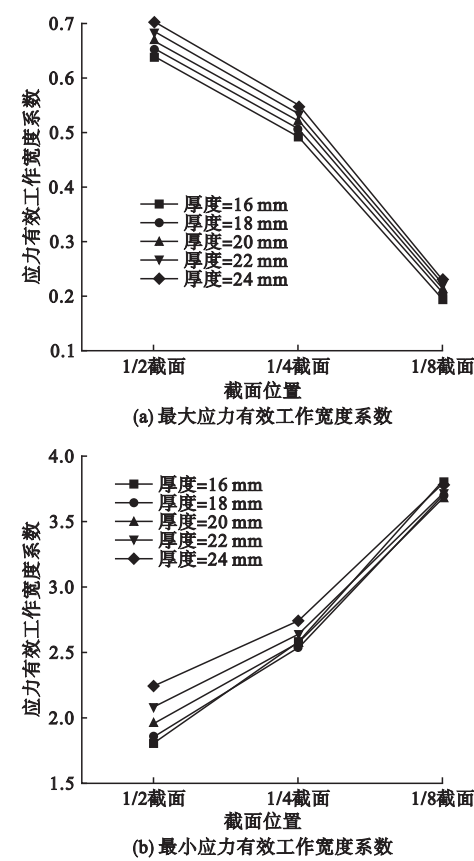 0.7
0.6
0.5
0.4
0.3
0.2
0.1
应力有效工作宽度系数
厚度=16 mm
厚度=18 mm
厚度=20 mm
厚度=22 mm
厚度=24 mm
1/2截面 1/4截面 1/8截面
截面位置
(a) 最大应力有效工作宽度系数
4.0
3.5
3.0
2.5
2.0
1.5
应力有效工作宽度系数
厚度=16 mm
厚度=18 mm
厚度=20 mm
厚度=22 mm
厚度=24 mm
1/2截面 1/4截面 1/8截面
截面位置
(b) 最小应力有效工作宽度系数